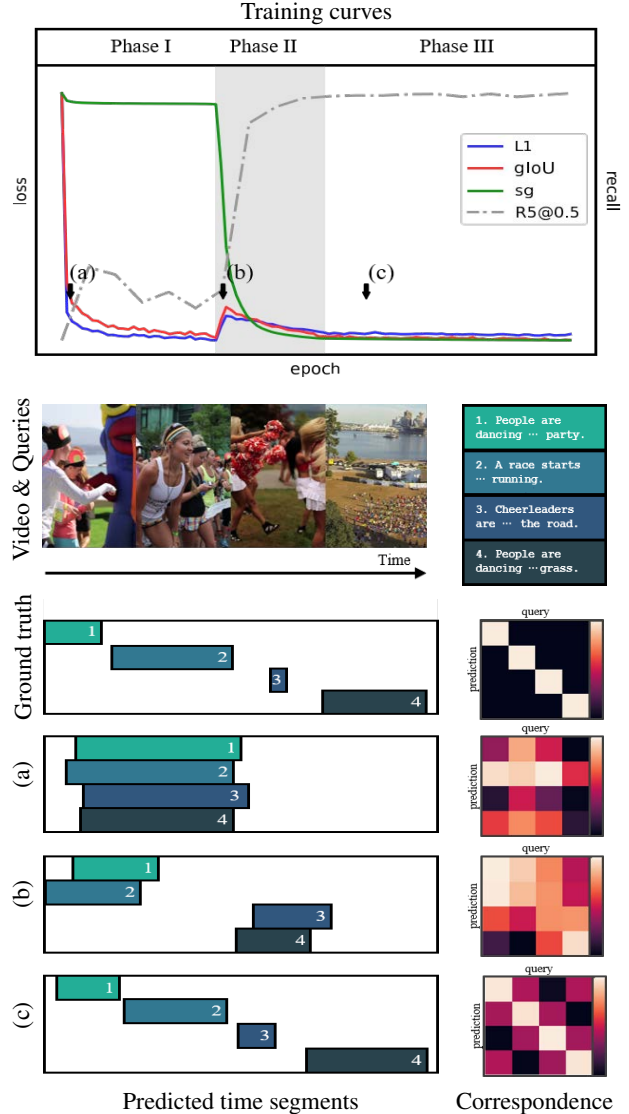 Training curves
Phase I Phase II Phase III
loss
recall
L1
gIoU
sg
R5@0.5
(a) (b) (c)
epoch
Video & Queries
1. People are
dancing ⋯ party.
2. A race starts
⋯ running.
3. Cheerleaders
are ⋯ the road.
4. People are
dancing ⋯grass.
Time
Ground truth
1
2
3
4
query
prediction
(a)
1
2
3
4
query
prediction
(b)
1
2
3
4
query
prediction
(c)
1
2
3
4
query
prediction
Predicted time segments Correspondence